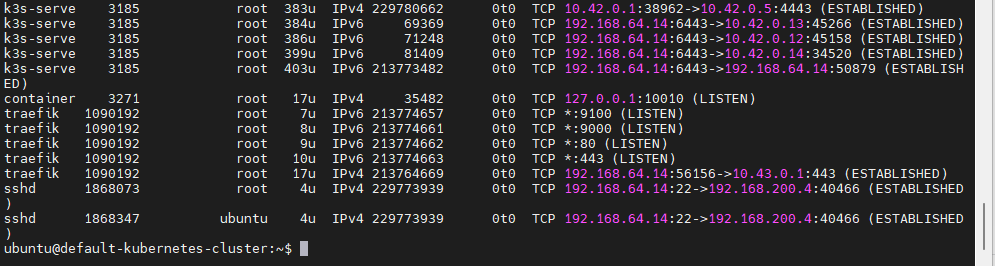 k3s-serve    3185             root  383u  IPv4 229780662      0t0  TCP 10.42.0.1:38962->10.42.0.5:4443 (ESTABLISHED)
k3s-serve    3185             root  384u  IPv6     69369      0t0  TCP 192.168.64.14:6443->10.42.0.13:45266 (ESTABLISHED)
k3s-serve    3185             root  386u  IPv6     71248      0t0  TCP 192.168.64.14:6443->10.42.0.12:45158 (ESTABLISHED)
k3s-serve    3185             root  399u  IPv6     81409      0t0  TCP 192.168.64.14:6443->10.42.0.14:34520 (ESTABLISHED)
k3s-serve    3185             root  403u  IPv6 213773482      0t0  TCP 192.168.64.14:6443->192.168.64.14:50879 (ESTABLISH
ED)
container    3271             root   17u  IPv4     35482      0t0  TCP 127.0.0.1:10010 (LISTEN)
traefik   1090192             root    7u  IPv6 213774657      0t0  TCP *:9100 (LISTEN)
traefik   1090192             root    8u  IPv6 213774661      0t0  TCP *:9000 (LISTEN)
traefik   1090192             root    9u  IPv6 213774662      0t0  TCP *:80 (LISTEN)
traefik   1090192             root   10u  IPv6 213774663      0t0  TCP *:443 (LISTEN)
traefik   1090192             root   17u  IPv4 213764669      0t0  TCP 192.168.64.14:56156->10.43.0.1:443 (ESTABLISHED)
sshd      1868073             root    4u  IPv4 229773939      0t0  TCP 192.168.64.14:22->192.168.200.4:40466 (ESTABLISHED
)
sshd      1868347           ubuntu    4u  IPv4 229773939      0t0  TCP 192.168.64.14:22->192.168.200.4:40466 (ESTABLISHED
)
ubuntu@default-kubernetes-cluster:~$